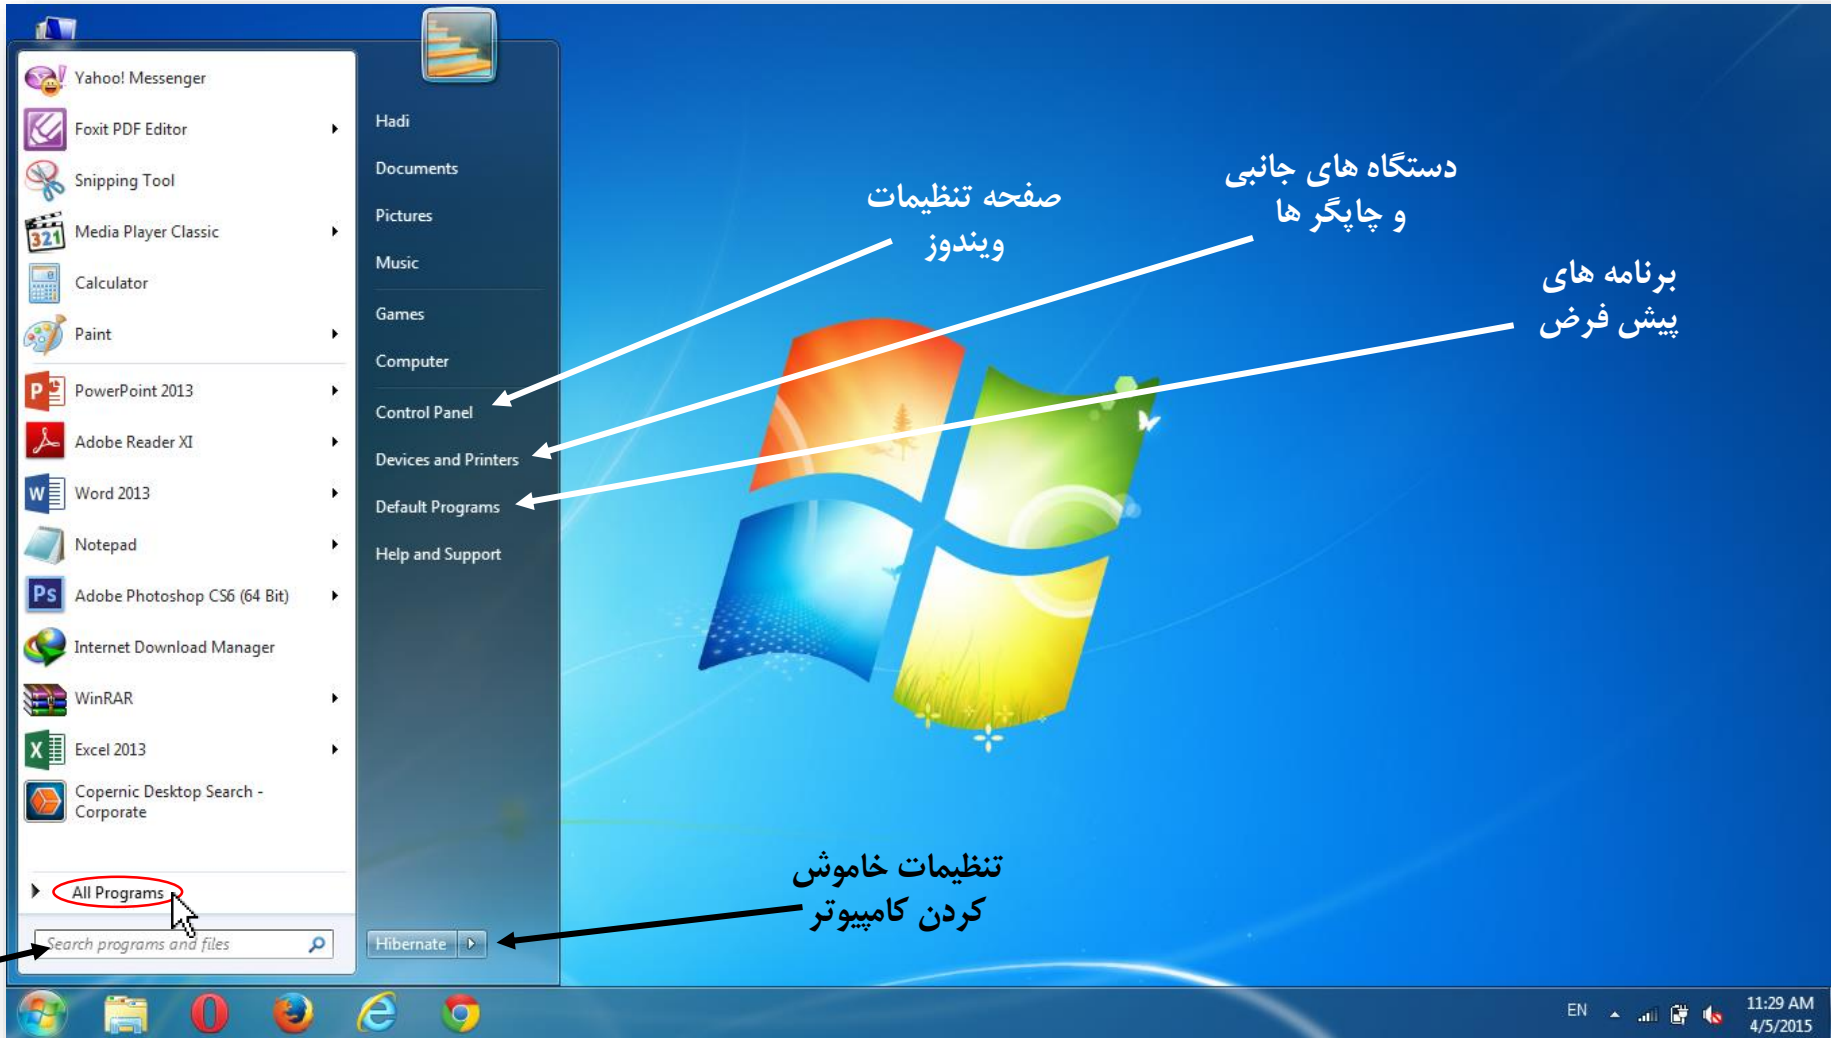 Yahoo! Messenger
Foxit PDF Editor
Snipping Tool
Media Player Classic
Calculator
Paint
PowerPoint 2013
Adobe Reader XI
Word 2013
Notepad
Adobe Photoshop CS6 (64 Bit)
Internet Download Manager
WinRAR
Excel 2013
Copernic Desktop Search -
Corporate
All Programs
Search programs and files
Hadi
Documents
Pictures
Music
Games
Computer
Control Panel
Devices and Printers
Default Programs
Help and Support
Hibernate
صفحه تنظیمات
ویندوز
دستگاه های جانبی
و چاپگر ها
برنامه های
پیش فرض
تنظیمات خاموش
کردن کامپیوتر
EN
11:29 AM
4/5/2015
321
P
W
Ps
X